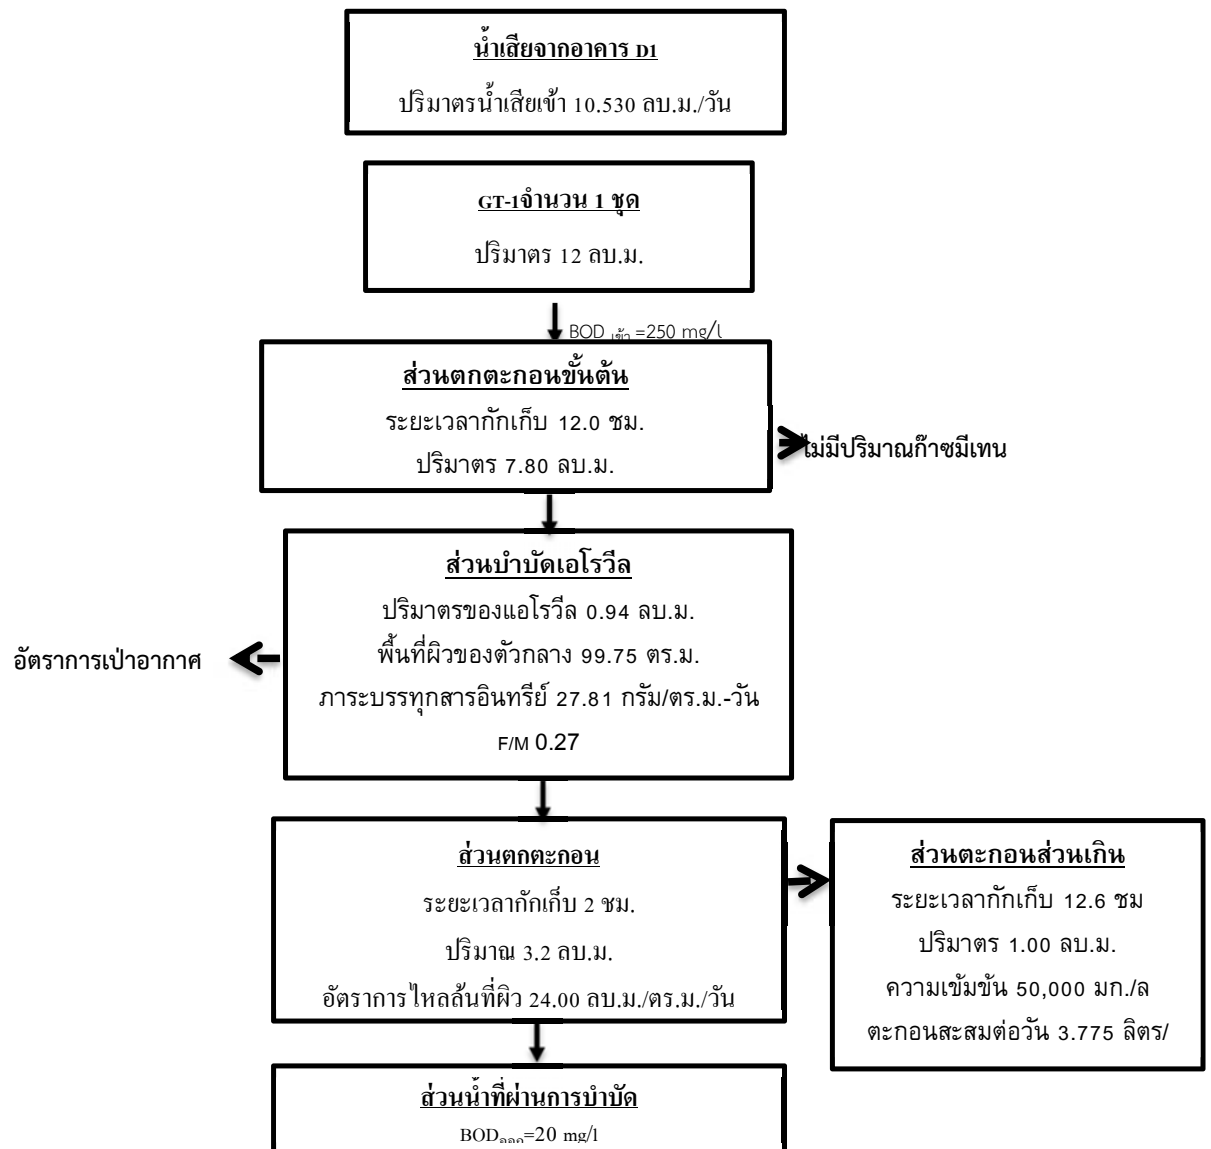 น้ำเสียจากอาคาร D1
ปริมาตรน้ำเสียเข้า 10.530 ลบ.ม./วัน
GT-1จำนวน 1 ชุด
ปริมาตร 12 ลบ.ม.
BOD เข้า =250 mg/l
ส่วนตกตะกอนขั้นต้น
ระยะเวลากักเก็บ 12.0 ชม.
ปริมาตร 7.80 ลบ.ม.
ไม่มีปริมาณก๊าซมีเทน
ส่วนบำบัดเอโรวีล
ปริมาตรของแอโรวีล 0.94 ลบ.ม.
พื้นที่ผิวของตัวกลาง 99.75 ตร.ม.
ภาระบรรทุกสารอินทรีย์ 27.81 กรัม/ตร.ม.-วัน
F/M 0.27
อัตราการเป่าอากาศ
ส่วนตกตะกอน
ระยะเวลากักเก็บ 2 ชม.
ปริมาณ 3.2 ลบ.ม.
อัตราการไหลล้นที่ผิว 24.00 ลบ.ม./ตร.ม./วัน
ส่วนตะกอนส่วนเกิน
ระยะเวลากักเก็บ 12.6 ชม
ปริมาตร 1.00 ลบ.ม.
ความเข้มขัน 50,000 มก./ล
ตะกอนสะสมต่อวัน 3.775 ลิตร/
ส่วนน้ำที่ผ่านการบำบัด
BODออก=20 mg/l